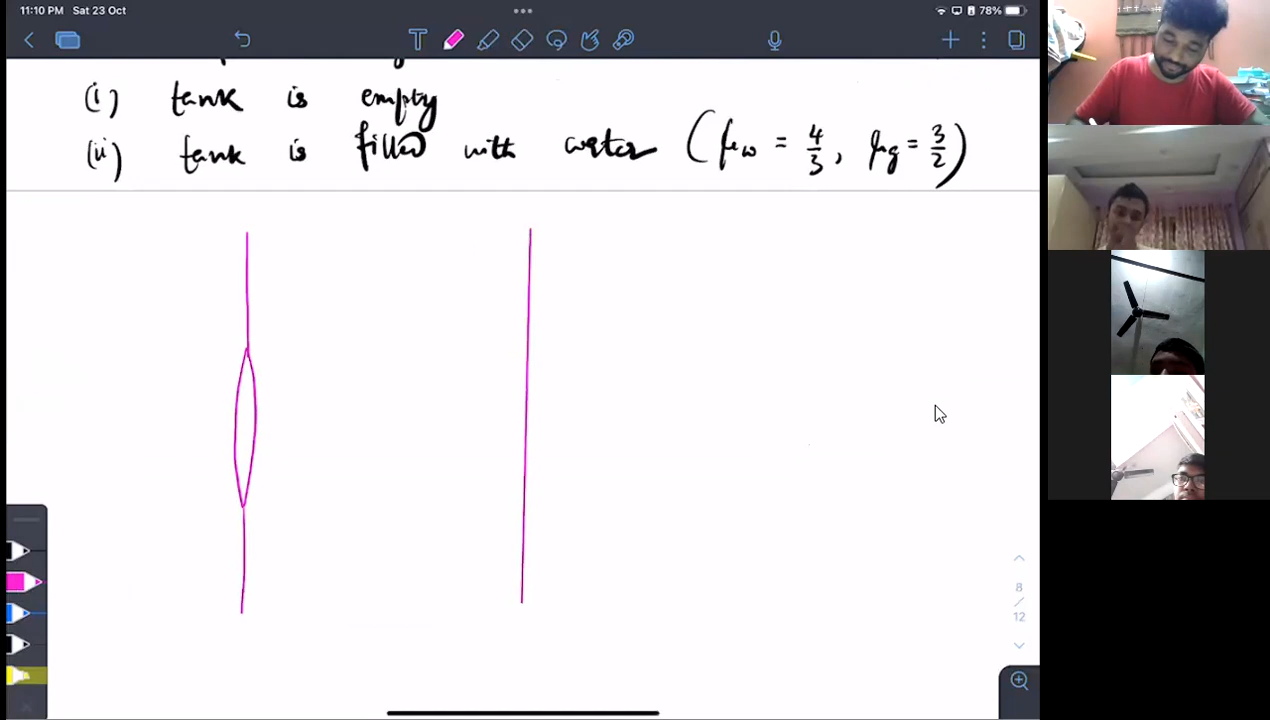 11:10 PM Sat 23 Oct
78%
T
(i) tank is empty
(ii) tank is filled with water (μw = 4/3, μg = 3/2)
8
/
12